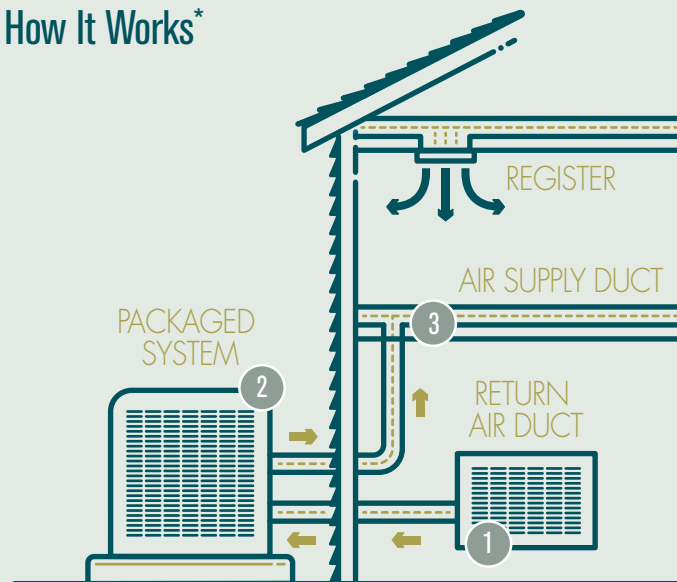 How It Works*
REGISTER
AIR SUPPLY DUCT
3
PACKAGED
SYSTEM
2
RETURN
AIR DUCT
1